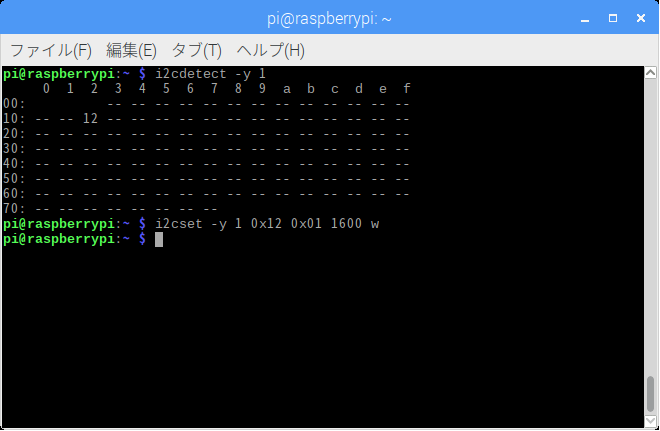 pi@raspberrypi: ~
ファイル(F) 編集(E) タブ(T) ヘルプ(H)
pi@raspberrypi:~ $ i2cdetect -y 1
     0  1  2  3  4  5  6  7  8  9  a  b  c  d  e  f
00:          -- -- -- -- -- -- -- -- -- -- -- -- --
10: -- -- 12 -- -- -- -- -- -- -- -- -- -- -- -- --
20: -- -- -- -- -- -- -- -- -- -- -- -- -- -- -- --
30: -- -- -- -- -- -- -- -- -- -- -- -- -- -- -- --
40: -- -- -- -- -- -- -- -- -- -- -- -- -- -- -- --
50: -- -- -- -- -- -- -- -- -- -- -- -- -- -- -- --
60: -- -- -- -- -- -- -- -- -- -- -- -- -- -- -- --
70: -- -- -- -- -- -- -- --
pi@raspberrypi:~ $ i2cset -y 1 0x12 0x01 1600 w
pi@raspberrypi:~ $